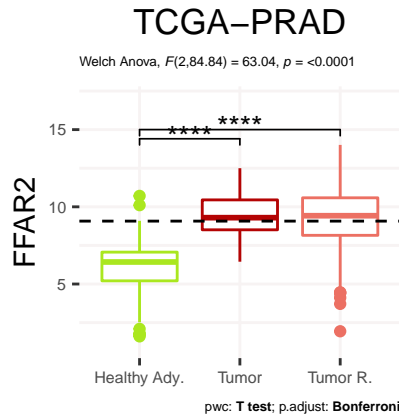 TCGA−PRAD
Welch Anova, F(2,84.84) = 63.04, p = <0.0001
15
****
****
10
FFAR2
5
Healthy Ady.
Tumor
Tumor R.
pwc: T test; p.adjust: Bonferroni